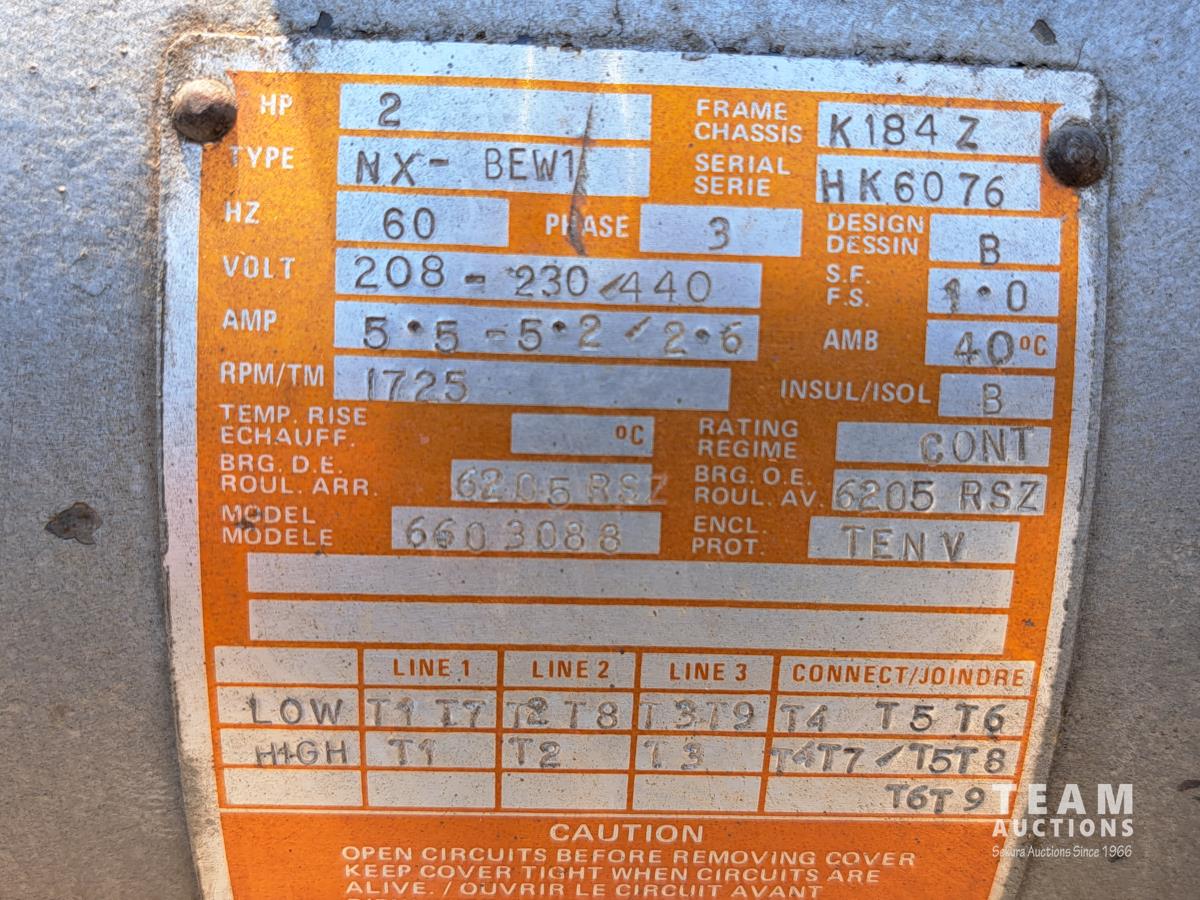 HP 2 FRAME CHASSIS K184Z
TYPE NX- BEW1 SERIAL SERIE HK6076
HZ 60 PHASE 3 DESIGN DESSIN B
VOLT 208-230/440 S.F. F.S. 1.0
AMP 5.5-5.2/2.6 AMB 40°C
RPM/TM 1725 INSUL/ISOL B
TEMP. RISE ECHAUFF. °C RATING REGIME CONT
BRG. D.E. ROUL. ARR. 6205 RSZ BRG. O.E. ROUL. AV. 6205 RSZ
MODEL MODELE 6603088 ENCL. PROT. TENV
LINE 1 LINE 2 LINE 3 CONNECT/JOINDRE
LOW T1 T7 T2 T8 T3 T9 T4 T5 T6
HIGH T1 T2 T3 T4T7/T5T8
T6T9
CAUTION
OPEN CIRCUITS BEFORE REMOVING COVER
KEEP COVER TIGHT WHEN CIRCUITS ARE
ALIVE. / OUVRIR LE CIRCUIT AVANT
TEAM
AUCTIONS
Sekura Auctions Since 1966